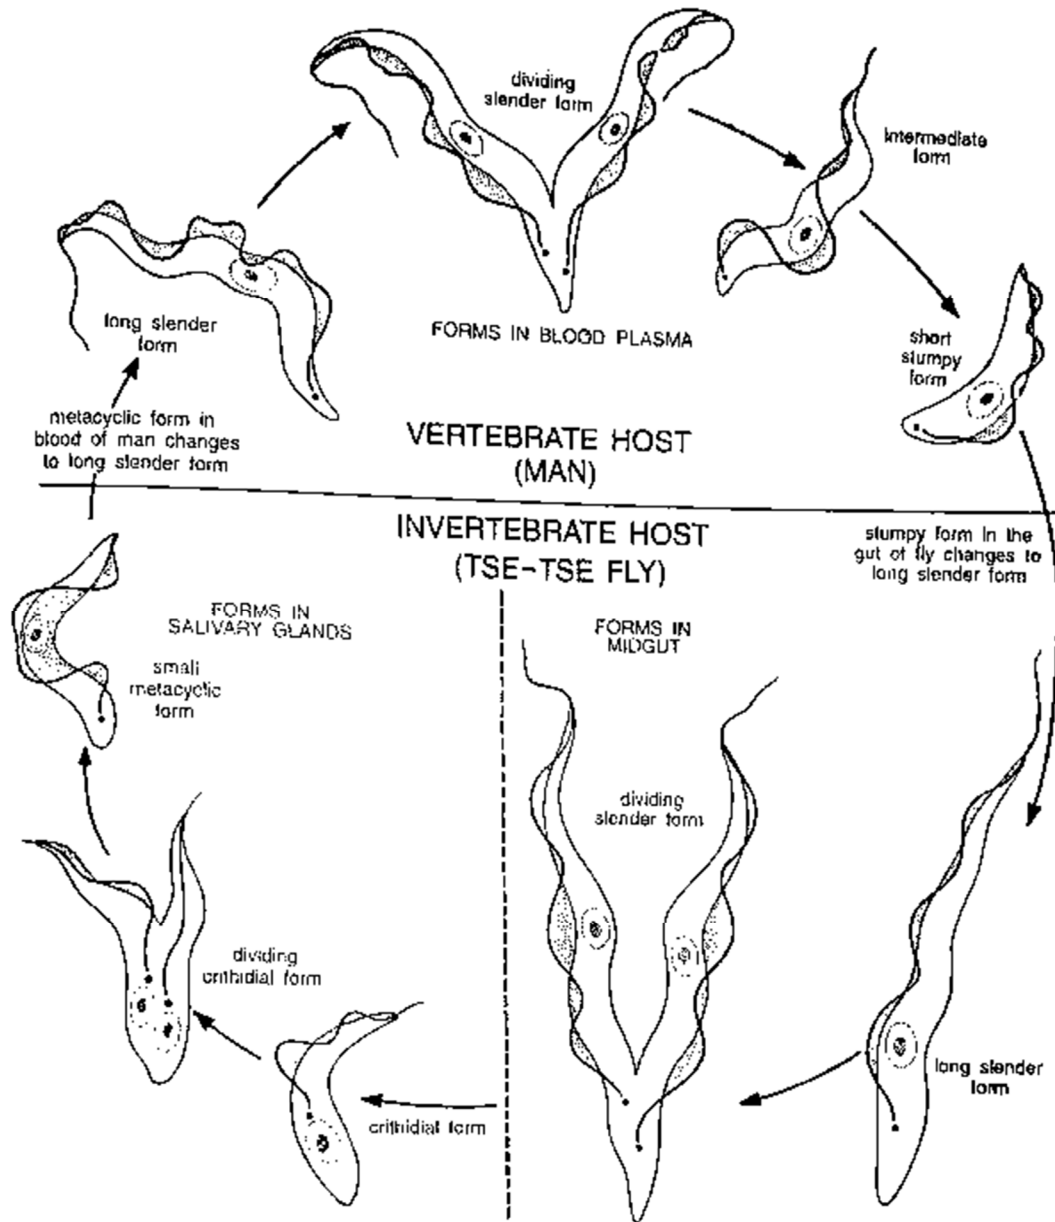 dividing
slender form
intermediate
form
long slender
form
FORMS IN BLOOD PLASMA
short
stumpy
form
metacyclic form in
blood of man changes
to long slender form
VERTEBRATE HOST
(MAN)
INVERTEBRATE HOST
(TSE-TSE FLY)
stumpy form in the
gut of fly changes to
long slender form
FORMS IN
SALIVARY GLANDS
FORMS IN
MIDGUT
small
metacyclic
form
dividing
slender form
dividing
crithidial form
long slender
form
crithidial form